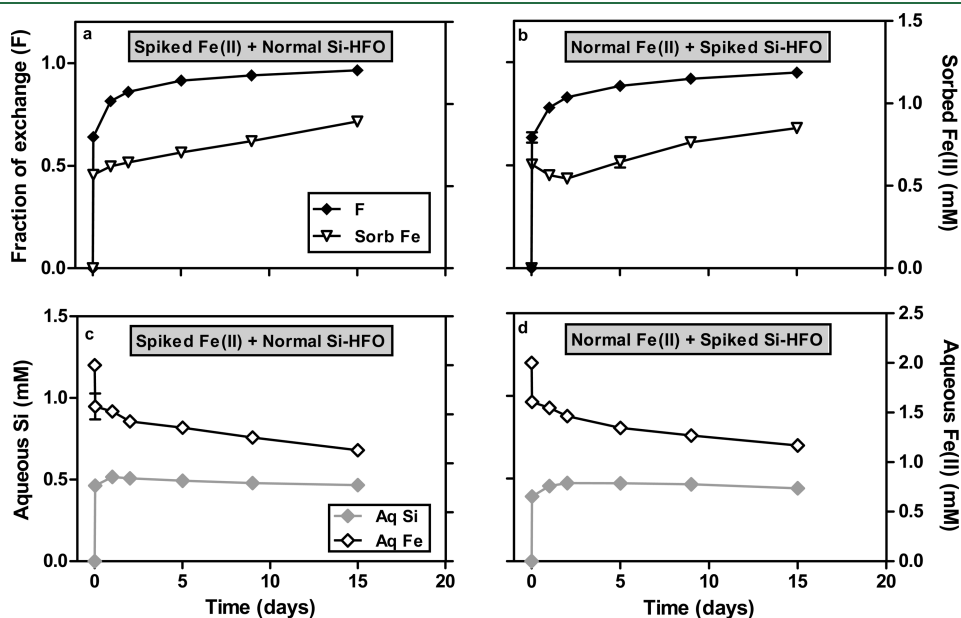 a
Spiked Fe(II) + Normal Si-HFO
b
Normal Fe(II) + Spiked Si-HFO
Fraction of exchange (F)
1.0
0.5
0.0
F
Sorb Fe
1.5
1.0
0.5
0.0
Sorbed Fe(II) (mM)
c
Spiked Fe(II) + Normal Si-HFO
d
Normal Fe(II) + Spiked Si-HFO
Aqueous Si (mM)
1.5
1.0
0.5
0.0
Aq Si
Aq Fe
2.5
2.0
1.5
1.0
0.5
0.0
Aqueous Fe(II) (mM)
0 5 10 15 20
0 5 10 15 20
Time (days)
Time (days)